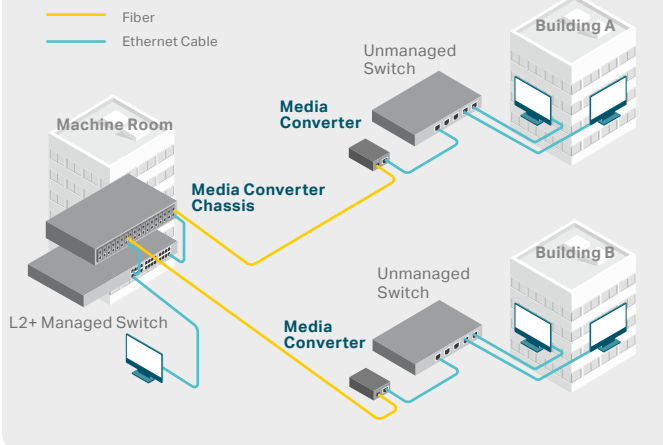 Fiber
Ethernet Cable
Building A
Unmanaged
Switch
Media
Converter
Machine Room
Media Converter
Chassis
Building B
Unmanaged
Switch
L2+ Managed Switch
Media
Converter